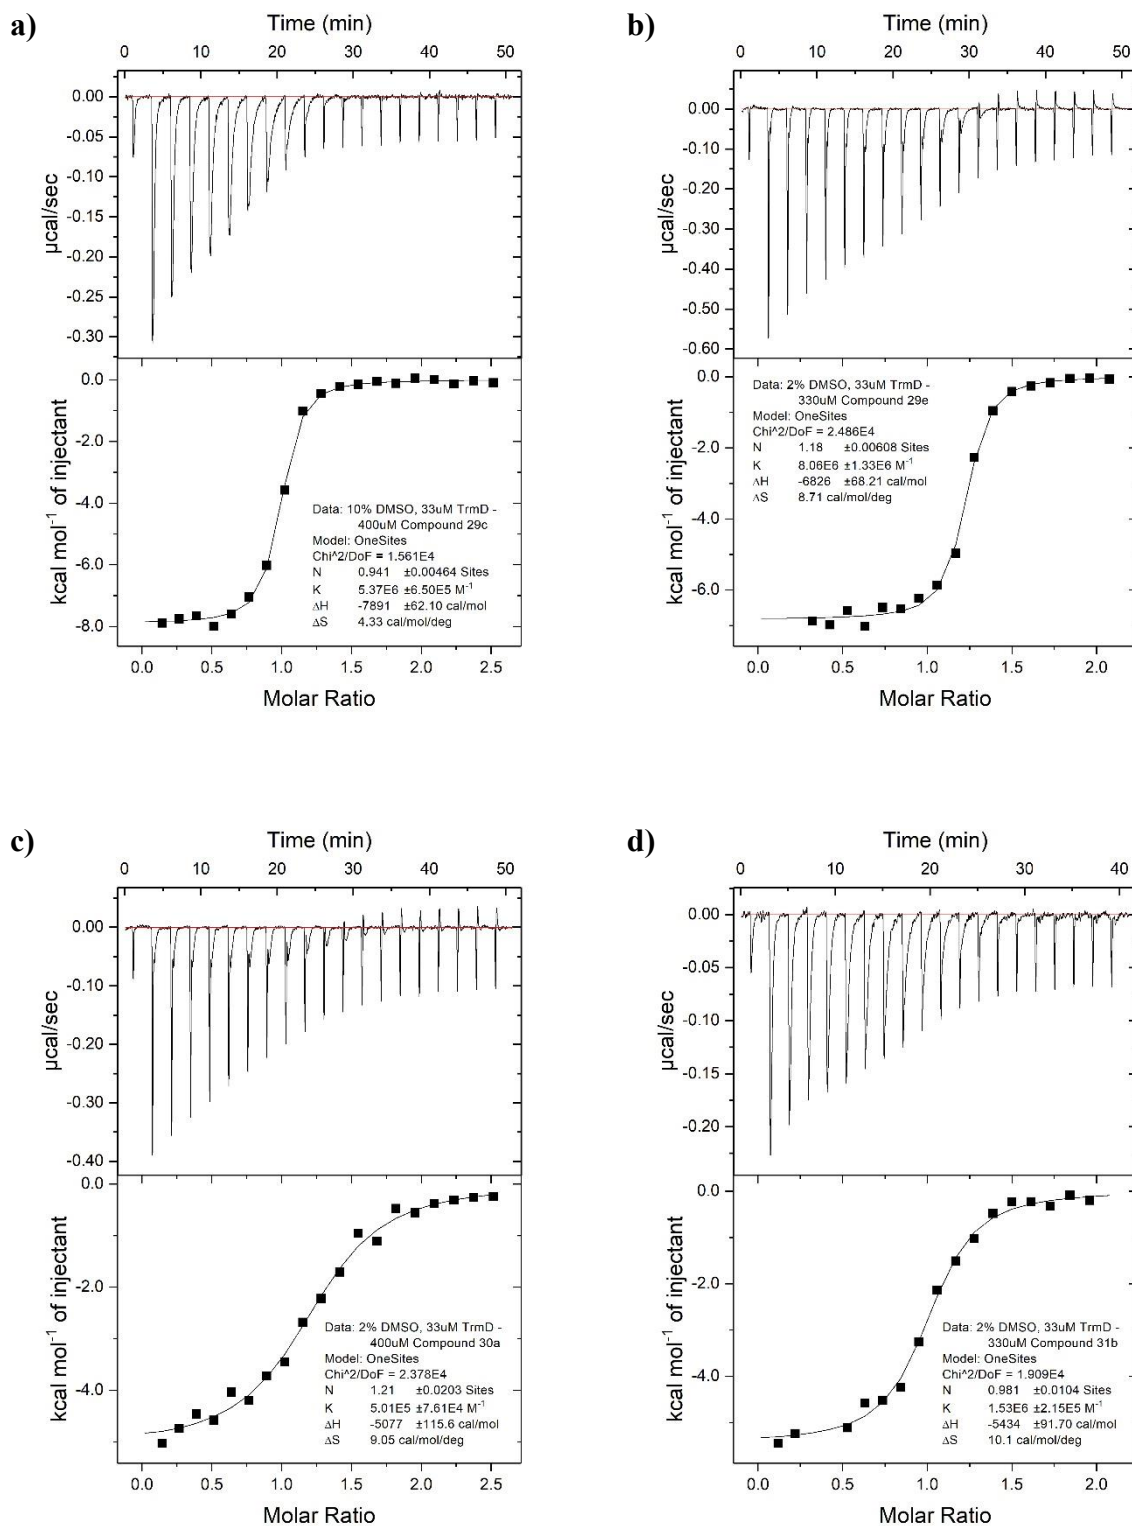 a)
Time (min)
0 10 20 30 40 50
0.00
-0.05
-0.10
-0.15
-0.20
-0.25
-0.30
µcal/sec
0.0
-2.0
-4.0
-6.0
-8.0
kcal mol⁻¹ of injectant
Data: 10% DMSO, 33uM TrmD -
400uM Compound 29c
Model: OneSites
Chi^2/DoF = 1.561E4
N 0.941 ±0.00464 Sites
K 5.37E6 ±6.50E5 M⁻¹
ΔH -7891 ±62.10 cal/mol
ΔS 4.33 cal/mol/deg
0.0 0.5 1.0 1.5 2.0 2.5
Molar Ratio
b)
Time (min)
0 10 20 30 40 50
0.00
-0.10
-0.20
-0.30
-0.40
-0.50
-0.60
µcal/sec
0.0
-2.0
-4.0
-6.0
kcal mol⁻¹ of injectant
Data: 2% DMSO, 33uM TrmD -
330uM Compound 29e
Model: OneSites
Chi^2/DoF = 2.486E4
N 1.18 ±0.00608 Sites
K 8.06E6 ±1.33E6 M⁻¹
ΔH -6826 ±68.21 cal/mol
ΔS 8.71 cal/mol/deg
0.0 0.5 1.0 1.5 2.0
Molar Ratio
c)
Time (min)
0 10 20 30 40 50
0.00
-0.10
-0.20
-0.30
-0.40
µcal/sec
0.0
-2.0
-4.0
kcal mol⁻¹ of injectant
Data: 2% DMSO, 33uM TrmD -
400uM Compound 30a
Model: OneSites
Chi^2/DoF = 2.378E4
N 1.21 ±0.0203 Sites
K 5.01E5 ±7.61E4 M⁻¹
ΔH -5077 ±115.6 cal/mol
ΔS 9.05 cal/mol/deg
0.0 0.5 1.0 1.5 2.0 2.5
Molar Ratio
d)
Time (min)
0 10 20 30 40
0.00
-0.05
-0.10
-0.15
-0.20
µcal/sec
0.0
-2.0
-4.0
kcal mol⁻¹ of injectant
Data: 2% DMSO, 33uM TrmD -
330uM Compound 31b
Model: OneSites
Chi^2/DoF = 1.909E4
N 0.981 ±0.0104 Sites
K 1.53E6 ±2.15E5 M⁻¹
ΔH -5434 ±91.70 cal/mol
ΔS 10.1 cal/mol/deg
0.0 0.5 1.0 1.5 2.0
Molar Ratio